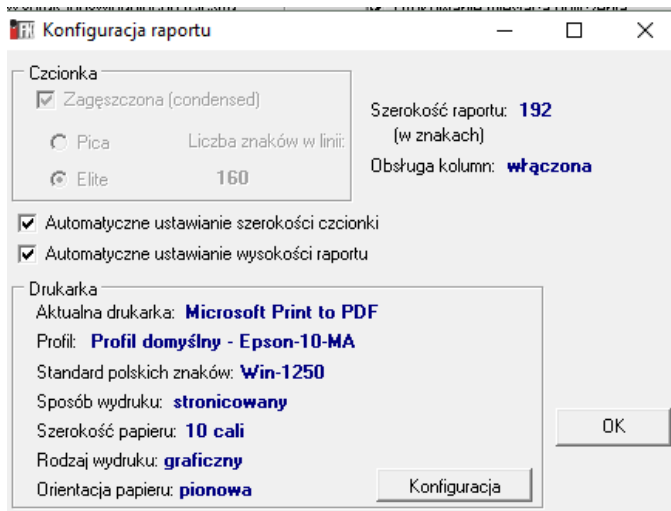 Konfiguracja raportu
Czcionka
Zagęszczona (condensed)
Pica
Liczba znaków w linii:
Elite
160
Szerokość raportu: 192
(w znakach)
Obsługa kolumn: włączona
Automatyczne ustawianie szerokości czcionki
Automatyczne ustawianie wysokości raportu
Drukarka
Aktualna drukarka: Microsoft Print to PDF
Profil: Profil domyślny - Epson-10-MA
Standard polskich znaków: Win-1250
Sposób wydruku: stronicowany
Szerokość papieru: 10 cali
Rodzaj wydruku: graficzny
Orientacja papieru: pionowa
Konfiguracja
OK